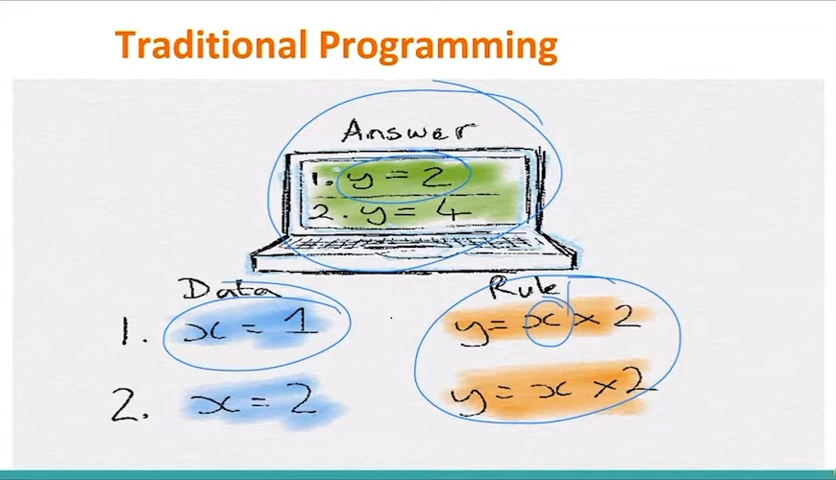 Traditional Programming
Answer
1. y = 2
2. y = 4
Data
Rule
1. x = 1
y = x × 2
2. x = 2
y = x × 2